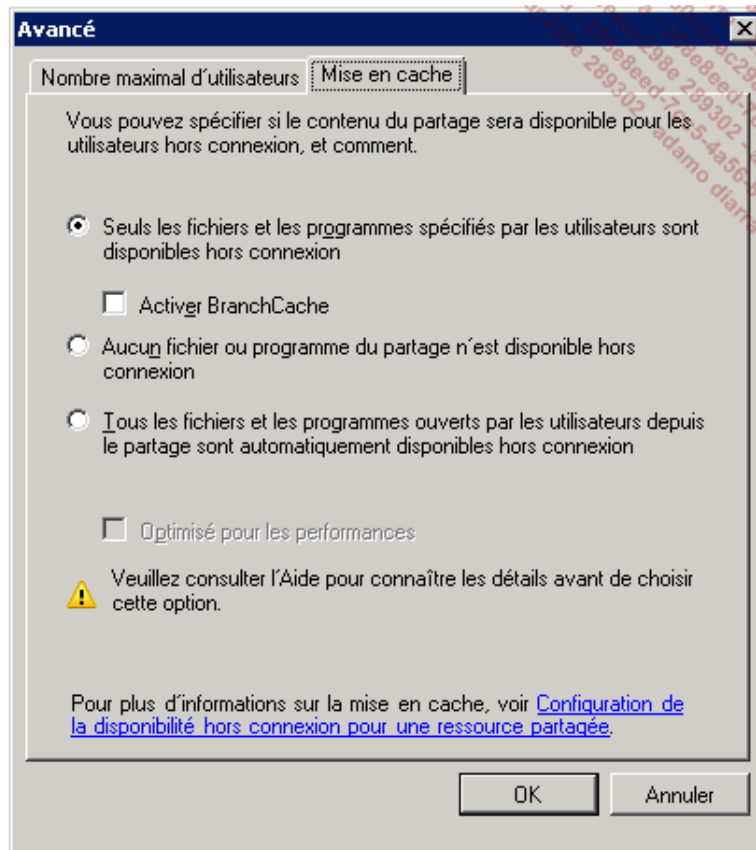 Avancé
Nombre maximal d'utilisateurs
Mise en cache
Vous pouvez spécifier si le contenu du partage sera disponible pour les
utilisateurs hors connexion, et comment.
Seuls les fichiers et les programmes spécifiés par les utilisateurs sont
disponibles hors connexion
Activer BranchCache
Aucun fichier ou programme du partage n'est disponible hors
connexion
Tous les fichiers et les programmes ouverts par les utilisateurs depuis
le partage sont automatiquement disponibles hors connexion
Optimisé pour les performances
Veuillez consulter l'Aide pour connaître les détails avant de choisir
cette option.
Pour plus d'informations sur la mise en cache, voir Configuration de
la disponibilité hors connexion pour une ressource partagée.
OK
Annuler